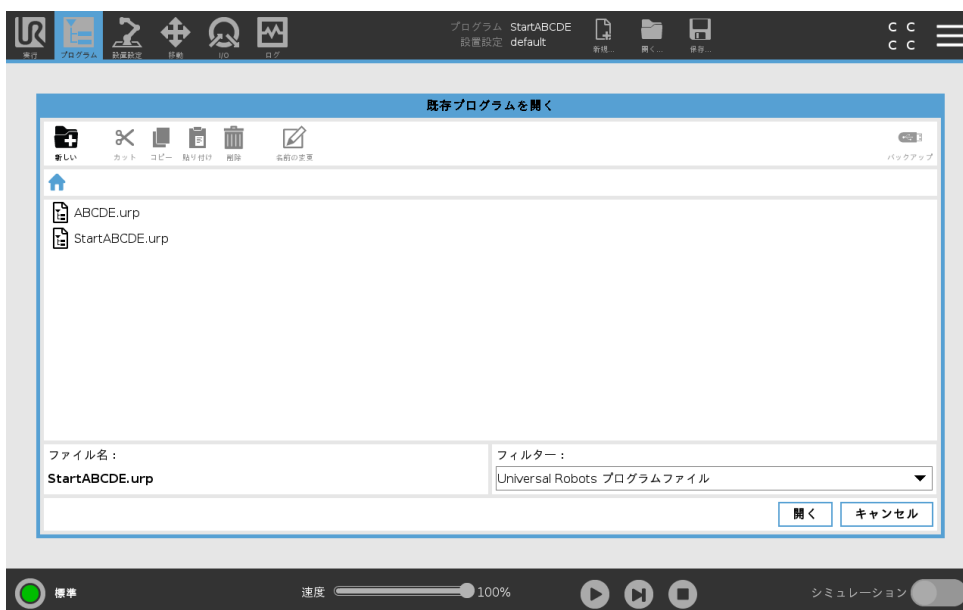 プログラム StartABCDE
設置設定 default
実行 プログラム 設置設定 移動 I/O ログ 新規... 開く... 保存...
C C
C C
既存プログラムを開く
新しい カット コピー 貼り付け 削除 名前の変更 バックアップ
ABCDE.urp
StartABCDE.urp
ファイル名：
StartABCDE.urp
フィルター：
Universal Robots プログラムファイル
開く キャンセル
標準 速度 100% シミュレーション